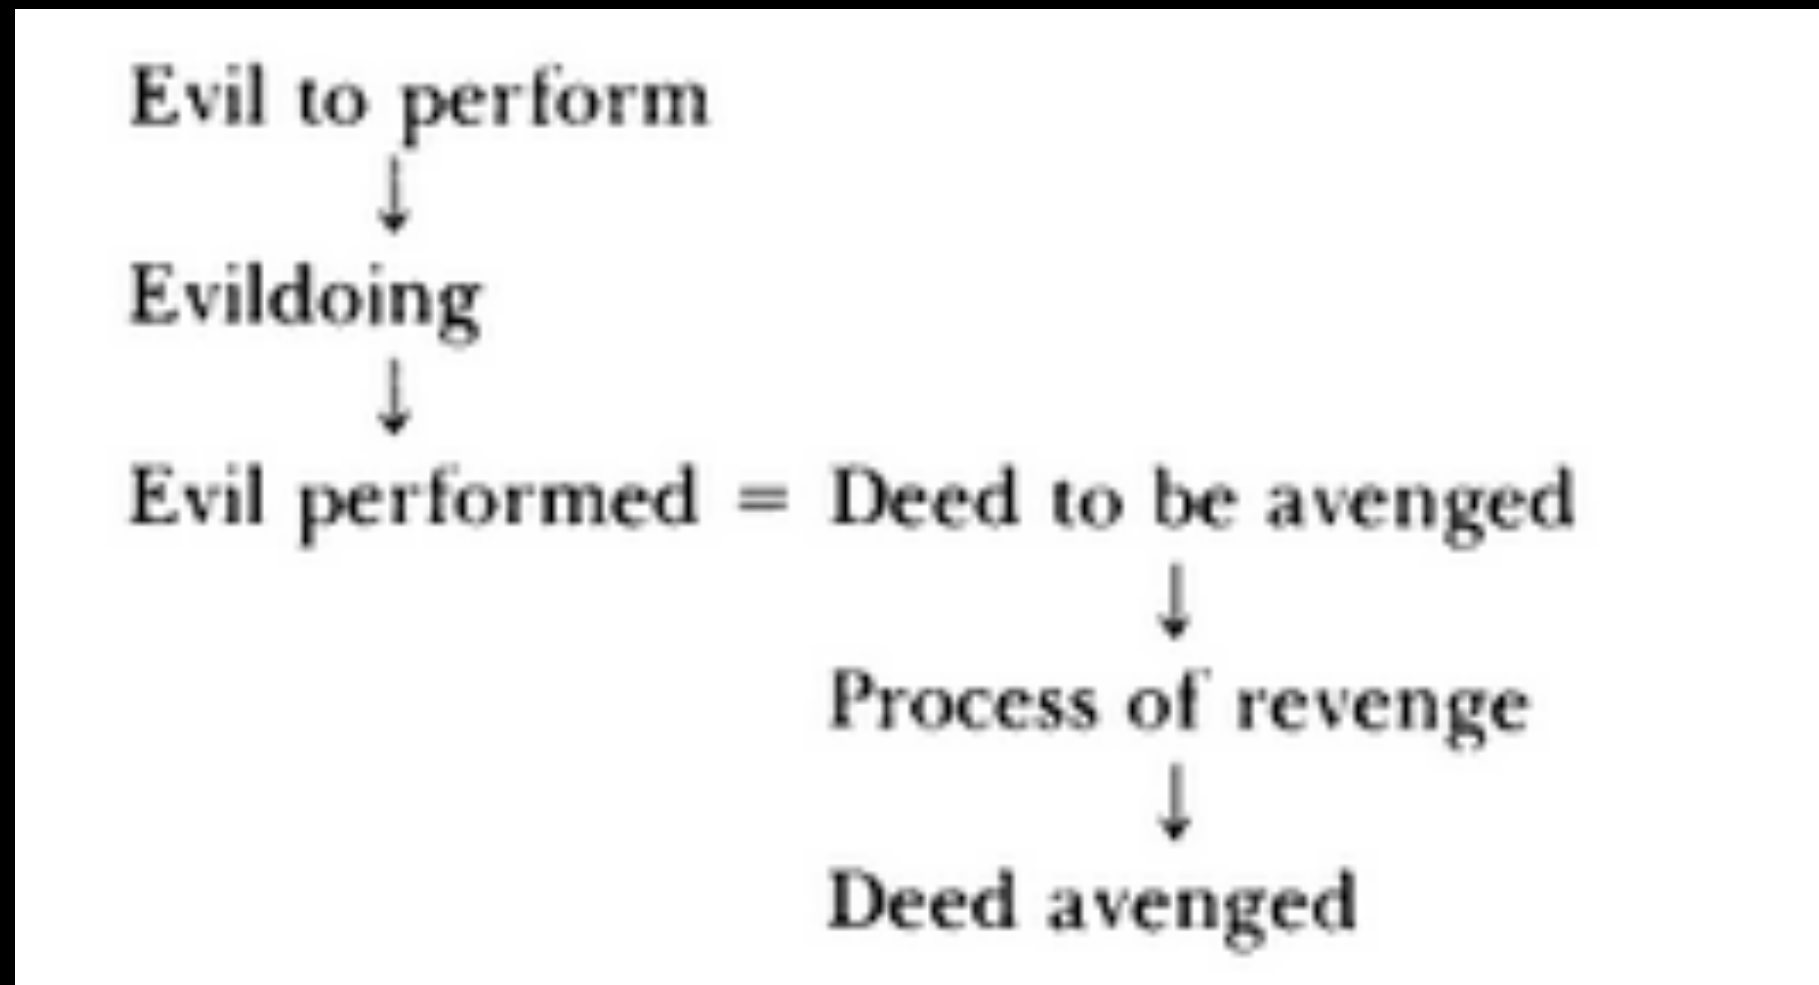 Evil to perform
↓
Evildoing
↓
Evil performed = Deed to be avenged
↓
Process of revenge
↓
Deed avenged